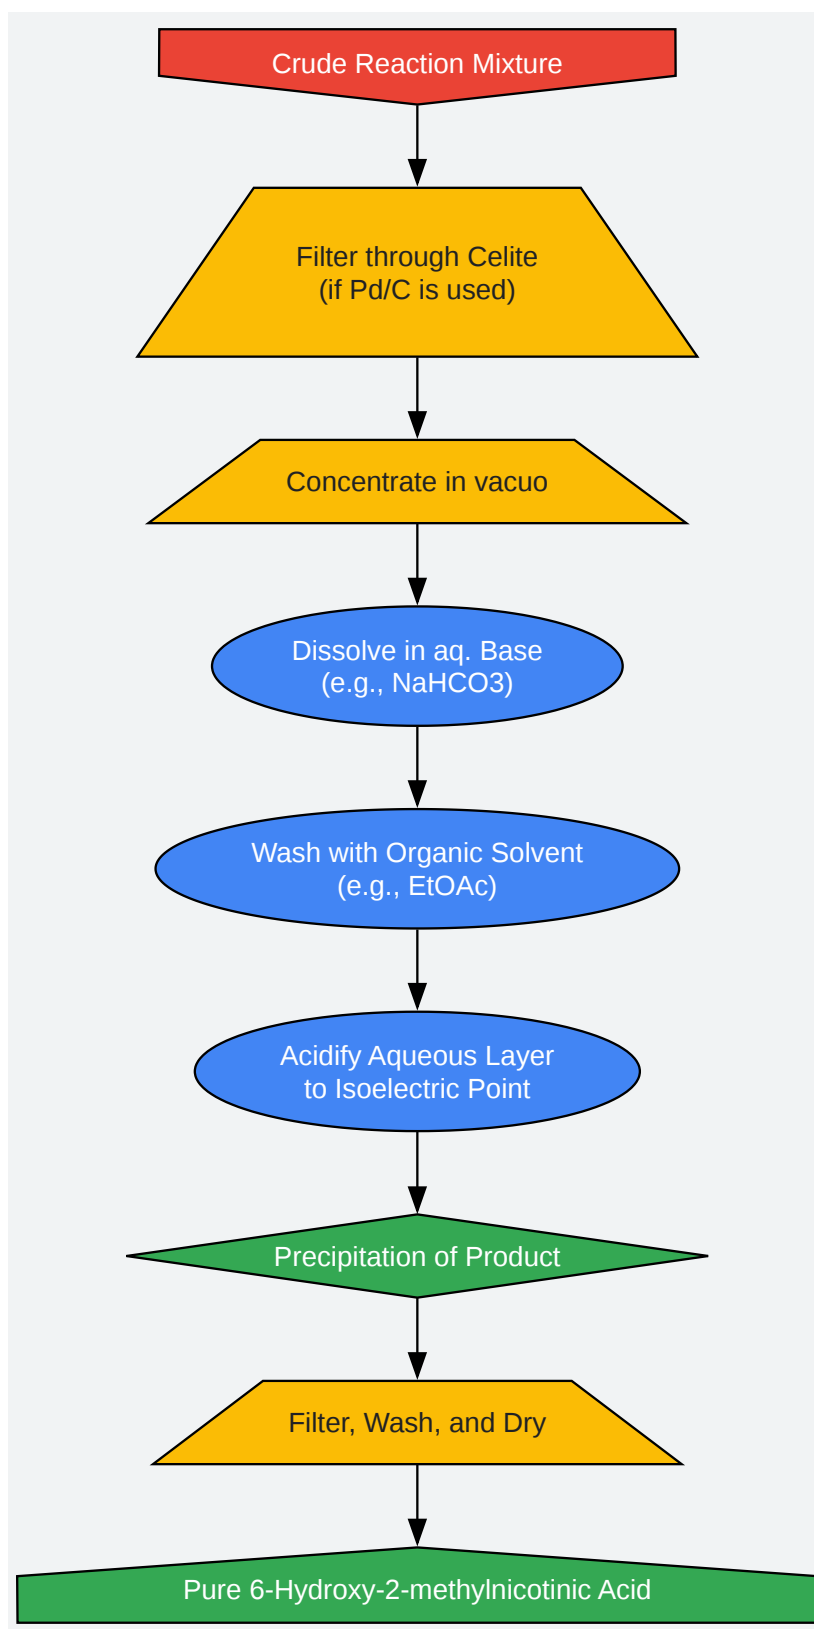 Crude Reaction Mixture
Filter through Celite
(if Pd/C is used)
Concentrate in vacuo
Dissolve in aq. Base
(e.g., NaHCO3)
Wash with Organic Solvent
(e.g., EtOAc)
Acidify Aqueous Layer
to Isoelectric Point
Precipitation of Product
Filter, Wash, and Dry
Pure 6-Hydroxy-2-methylnicotinic Acid